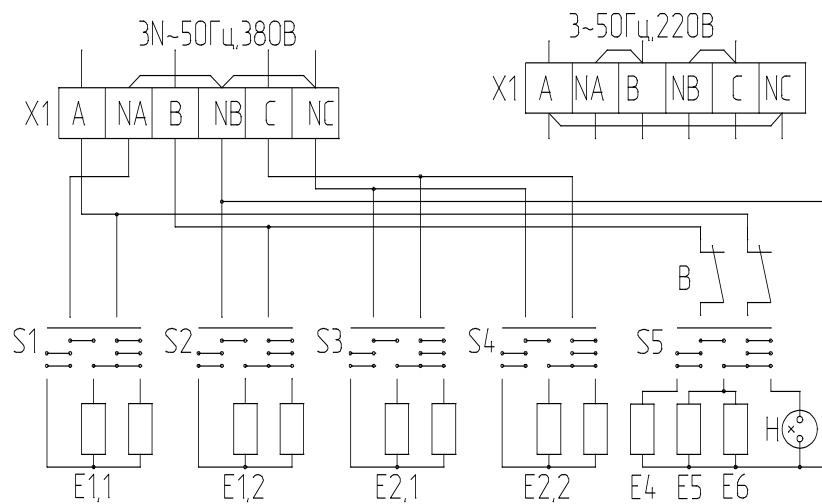 3N~50Гц,380В
3~50Гц,220В
X1 A NA B NB C NC
X1 A NA B NB C NC
B
S1 S2 S3 S4 S5
H
E1,1 E1,2 E2,1 E2,2 E4 E5 E6